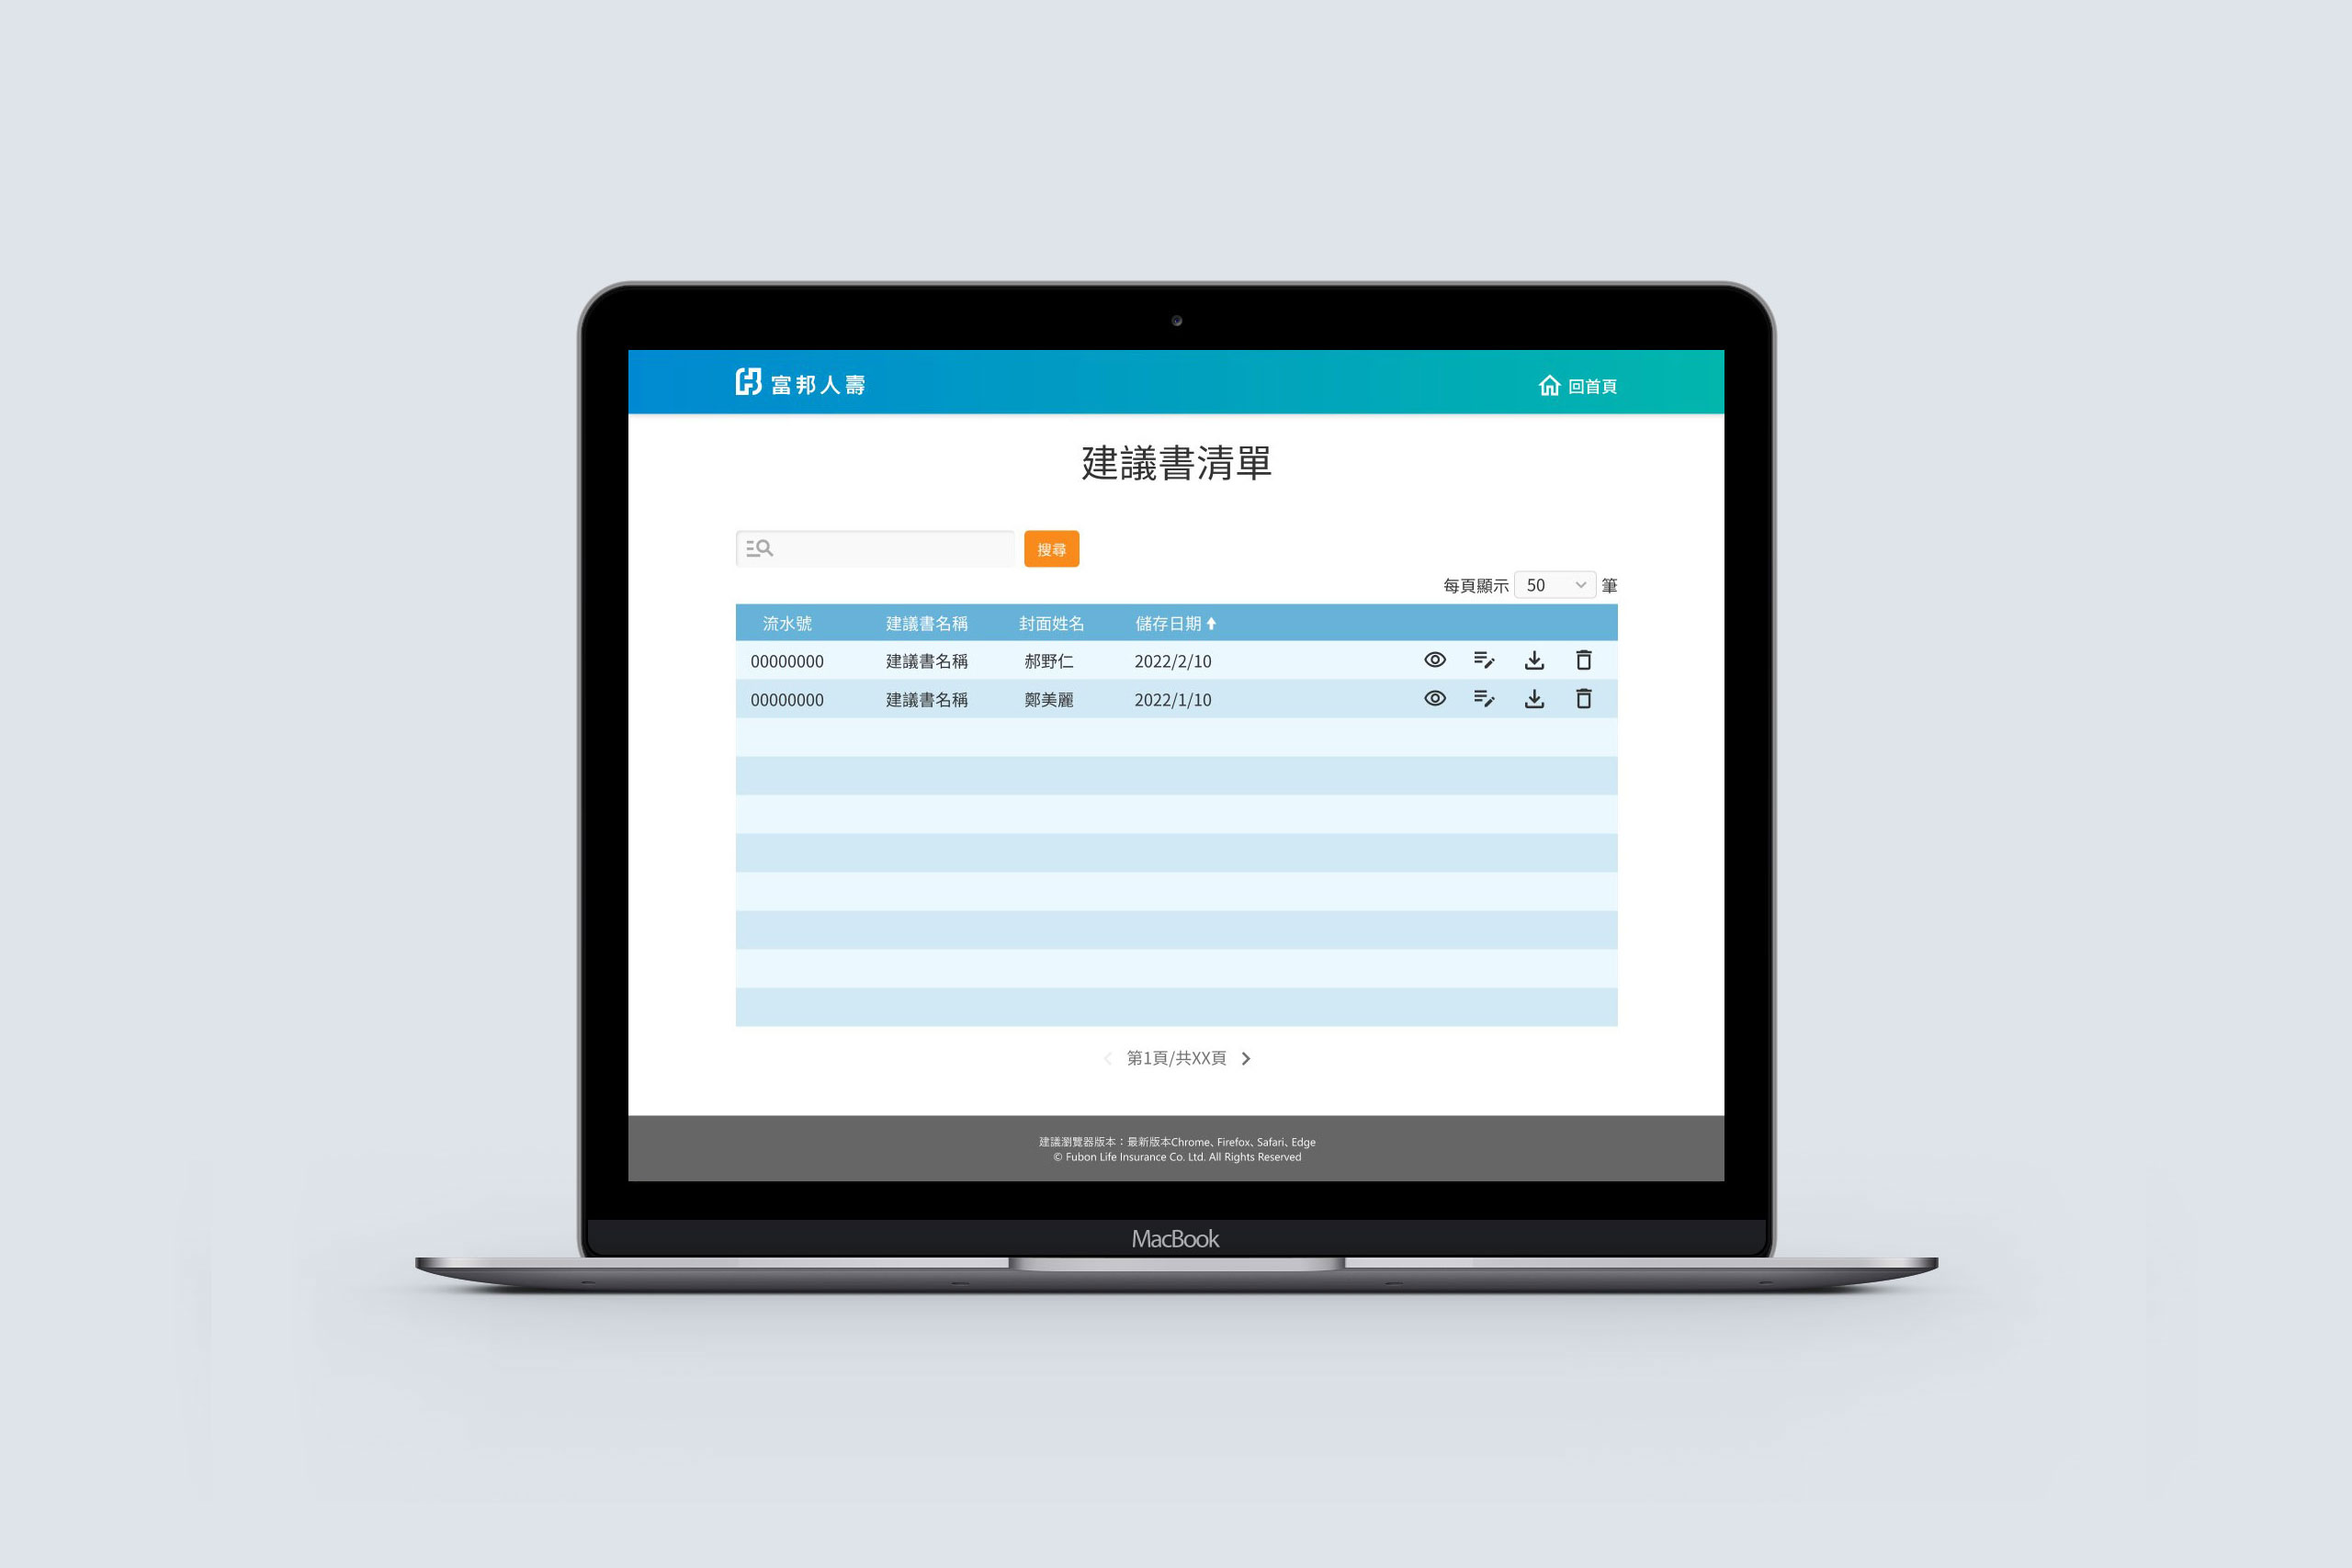 富邦人壽
回首頁
建議書清單
搜尋
每頁顯示 50 筆
流水號 建議書名稱 封面姓名 儲存日期
00000000 建議書名稱 郝野仁 2022/2/10
00000000 建議書名稱 鄭美麗 2022/1/10
第1頁/共XX頁
建議瀏覽器版本：最新版本Chrome、Firefox、Safari、Edge
© Fubon Life Insurance Co. Ltd. All Rights Reserved
MacBook